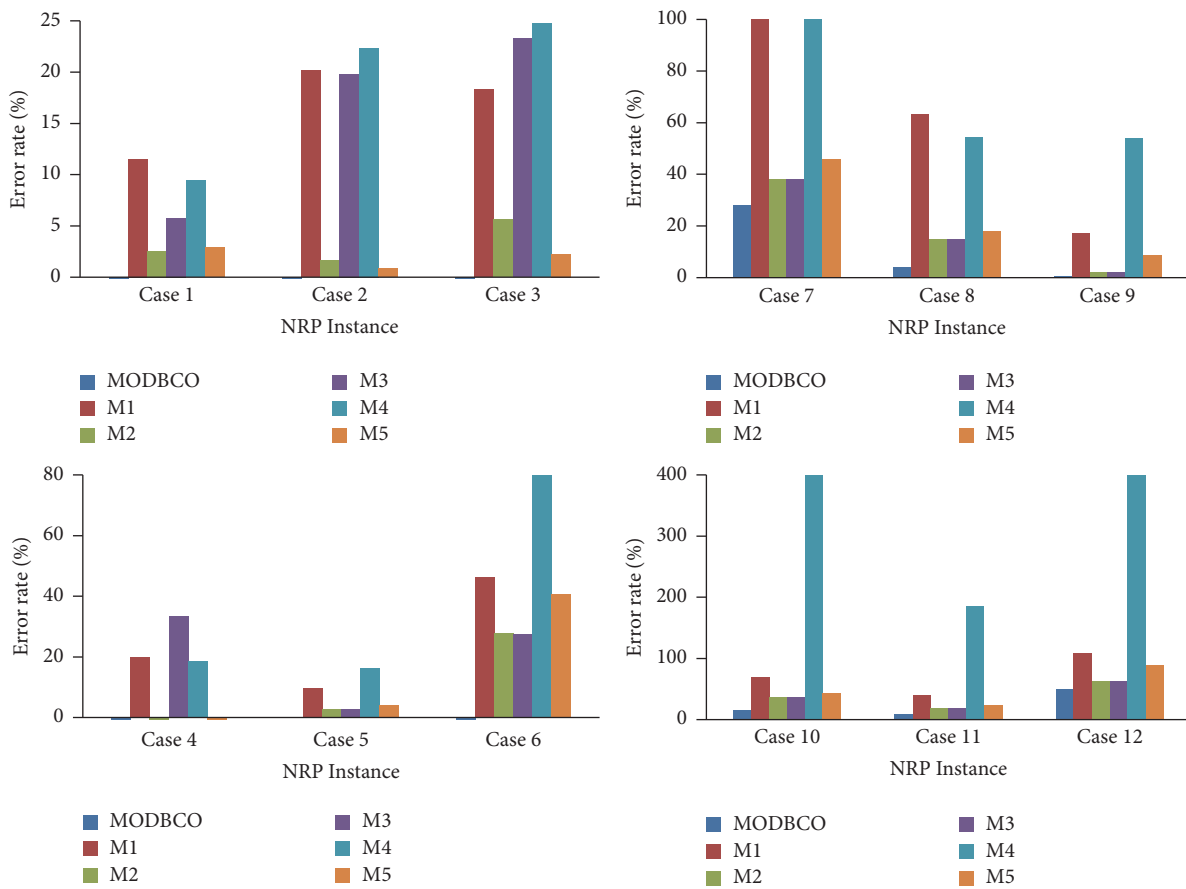 Error rate (%)
25
20
15
10
5
0
Case 1 Case 2 Case 3
NRP Instance
MODBCO M3
M1 M4
M2 M5
Error rate (%)
100
80
60
40
20
0
Case 7 Case 8 Case 9
NRP Instance
MODBCO M3
M1 M4
M2 M5
Error rate (%)
80
60
40
20
0
Case 4 Case 5 Case 6
NRP Instance
MODBCO M3
M1 M4
M2 M5
Error rate (%)
400
300
200
100
0
Case 10 Case 11 Case 12
NRP Instance
MODBCO M3
M1 M4
M2 M5